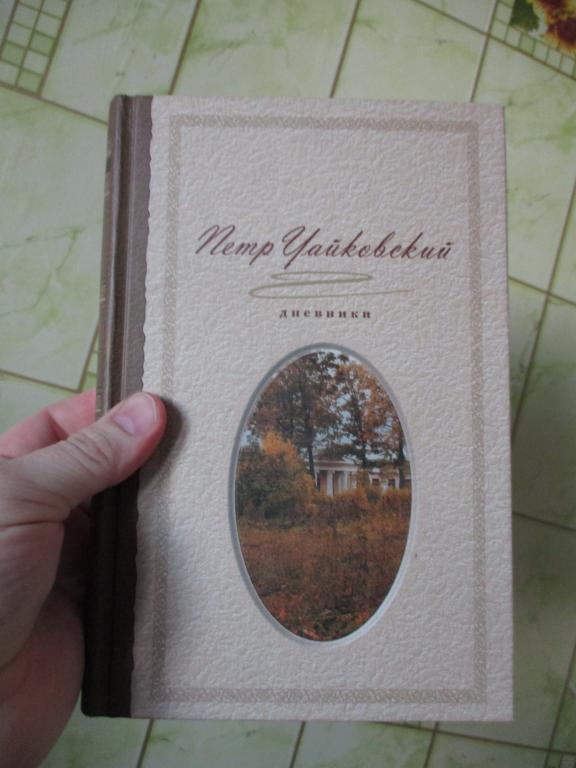 Петр Чайковский
дневники